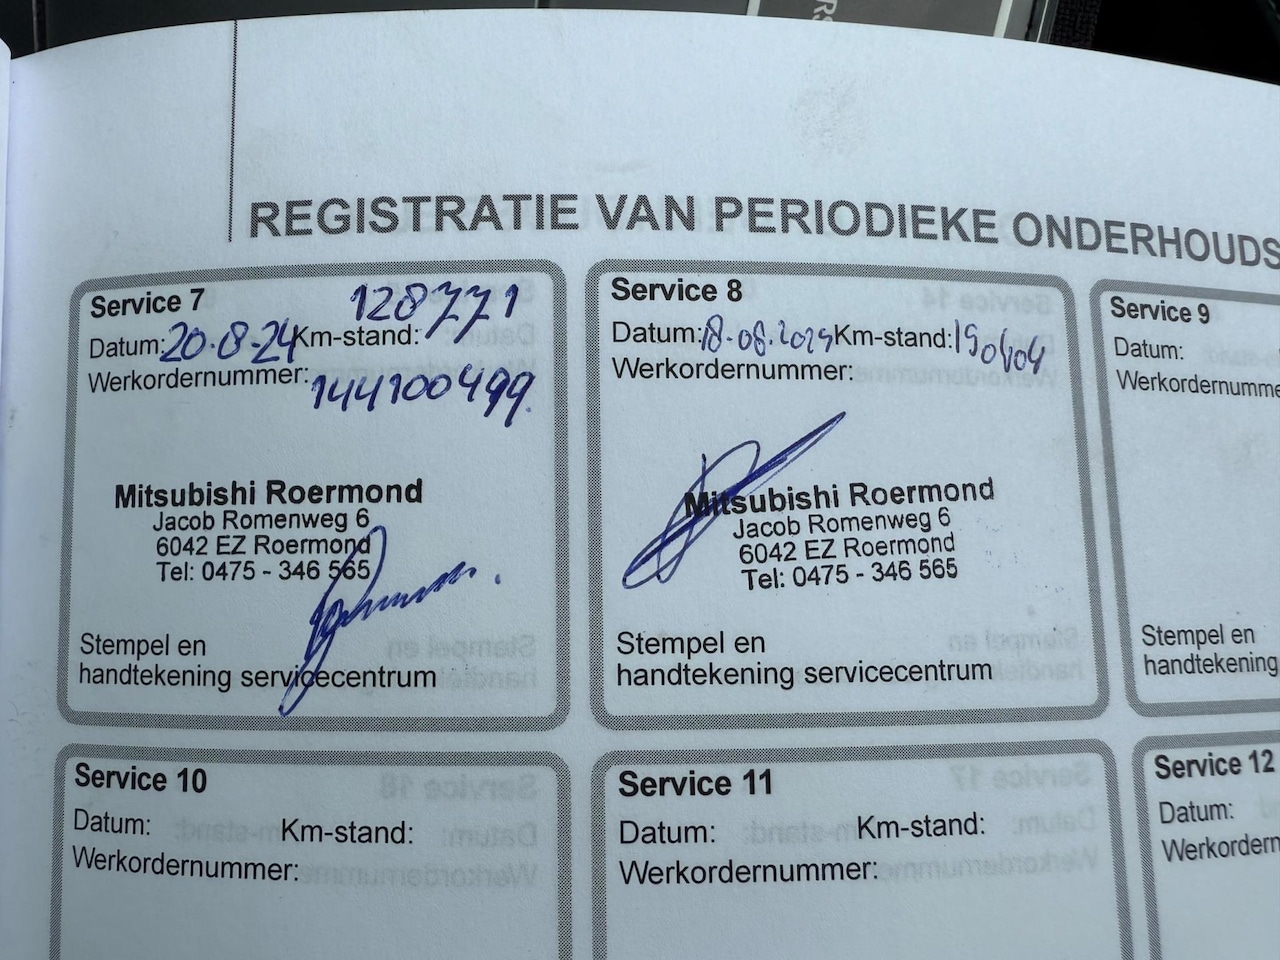 REGISTRATIE VAN PERIODIEKE ONDERHOUDS
Service 7
128771
Datum: 20-8-24 Km-stand:
Werkordernummer: 144100499
Mitsubishi Roermond
Jacob Romenweg 6
6042 EZ Roermond
Tel: 0475 - 346 565
Stempel en
handtekening servicecentrum
Service 8
Datum: 18-08-2025 Km-stand: 150404
Werkordernummer:
Mitsubishi Roermond
Jacob Romenweg 6
6042 EZ Roermond
Tel: 0475 - 346 565
Stempel en
handtekening servicecentrum
Service 9
Datum:
Werkordernumme
Stempel en
handtekening
Service 10
Datum: Km-stand:
Werkordernummer:
Service 11
Datum: Km-stand:
Werkordernummer:
Service 12
Datum:
Werkordern